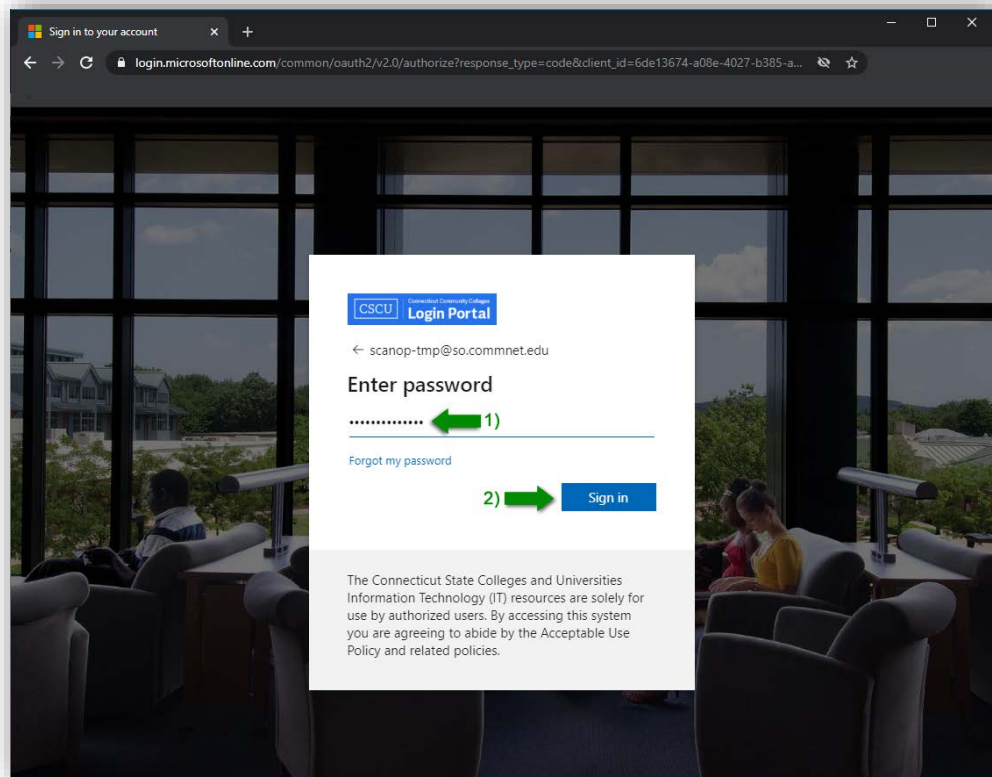 Sign in to your account
login.microsoftonline.com/common/oauth2/v2.0/authorize?response_type=code&client_id=6de13674-a08e-4027-b385-a...
CSCU
Connecticut Community Colleges
Login Portal
← scanop-tmp@so.commnet.edu
Enter password
•••••••••••••• 1)
Forgot my password
2) Sign in
The Connecticut State Colleges and Universities
Information Technology (IT) resources are solely for
use by authorized users. By accessing this system
you are agreeing to abide by the Acceptable Use
Policy and related policies.